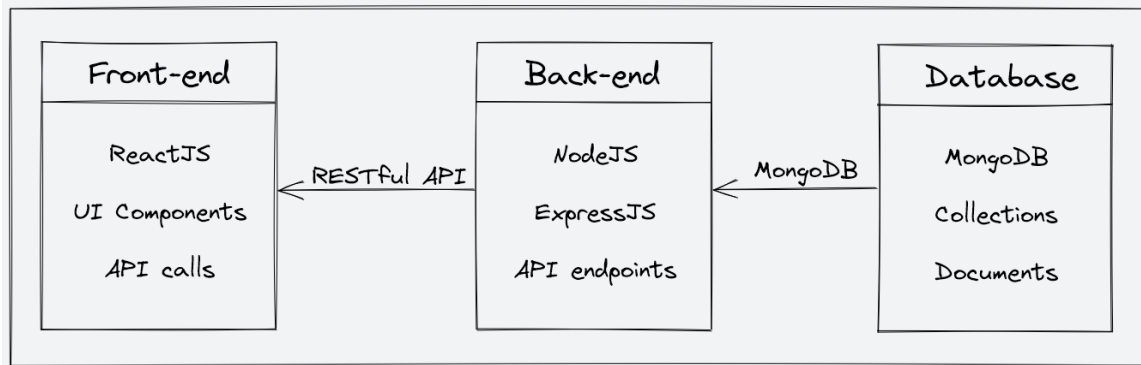 Front-end
ReactJS
UI Components
API calls
RESTful API
Back-end
NodeJS
ExpressJS
API endpoints
MongoDB
Database
MongoDB
Collections
Documents